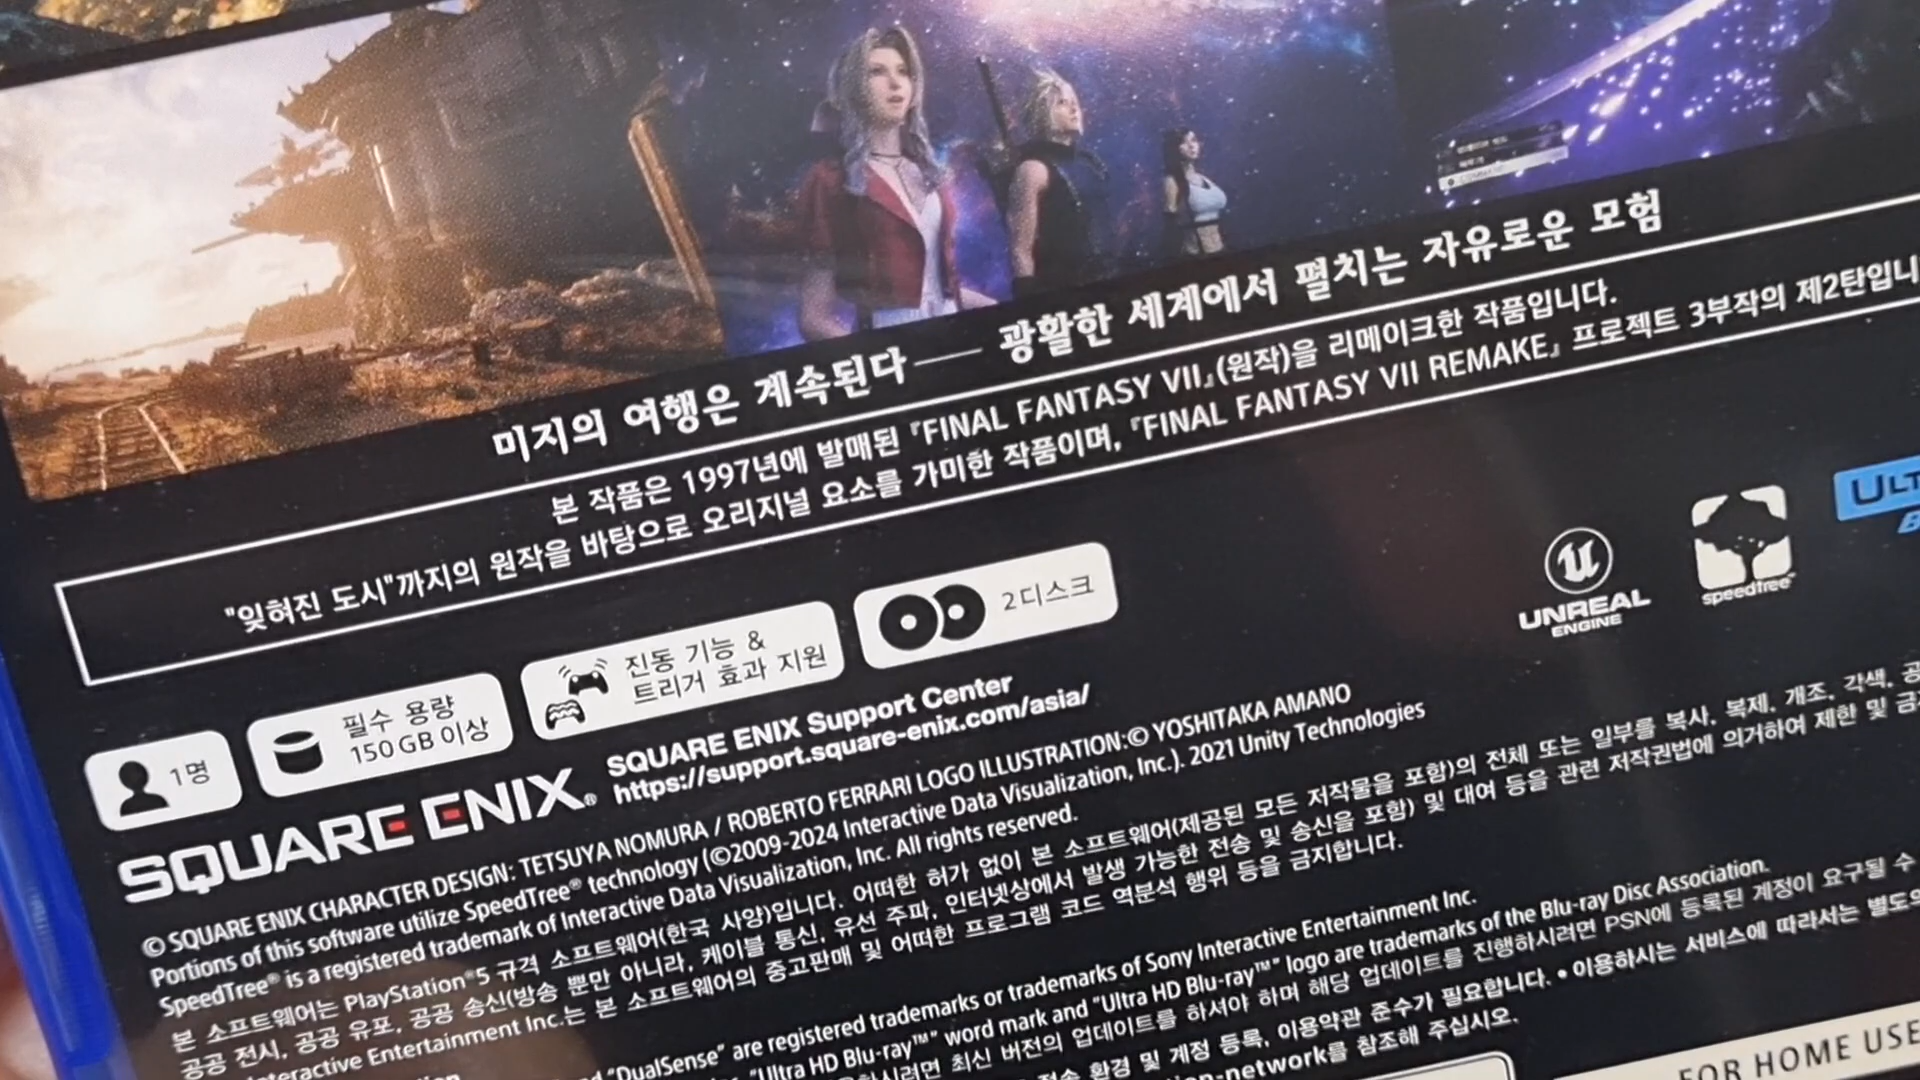 미지의 여행은 계속된다 ── 광활한 세계에서 펼치는 자유로운 모험
본 작품은 1997년에 발매된 『FINAL FANTASY VII』(원작)을 리메이크한 작품입니다.
"잊혀진 도시"까지의 원작을 바탕으로 오리지널 요소를 가미한 작품이며, 『FINAL FANTASY VII REMAKE』 프로젝트 3부작의 제2탄입니
1명
필수 용량
150 GB 이상
진동 기능 &
트리거 효과 지원
2디스크
UNREAL
ENGINE
SpeedTree
SQUARE ENIX®
SQUARE ENIX Support Center
https://support.square-enix.com/asia/
© SQUARE ENIX CHARACTER DESIGN: TETSUYA NOMURA / ROBERTO FERRARI LOGO ILLUSTRATION:© YOSHITAKA AMANO
Portions of this software utilize SpeedTree® technology (©2009-2024 Interactive Data Visualization, Inc.). 2021 Unity Technologies
SpeedTree® is a registered trademark of Interactive Data Visualization, Inc. All rights reserved.
본 소프트웨어는 PlayStation®5 규격 소프트웨어(한국 사양)입니다. 어떠한 허가 없이 본 소프트웨어(제공된 모든 저작물을 포함)의 전체 또는 일부를 복사, 복제, 개조, 각색,
공공 전시, 공공 유포, 공공 송신(방송 뿐만 아니라, 케이블 통신, 유선 주파, 인터넷상에서 발생 가능한 전송 및 송신을 포함) 및 대여 등을 관련 저작권법에 의거하여 제한 및
Interactive Entertainment Inc.는 본 소프트웨어의 중고판매 및 어떠한 프로그램 코드 역분석 행위 등을 금지합니다.
"DualSense" are registered trademarks or trademarks of Sony Interactive Entertainment Inc.
"Ultra HD Blu-ray™" word mark and "Ultra HD Blu-ray™" logo are trademarks of the Blu-ray Disc Association.
최신 버전의 업데이트를 하셔야 하며 해당 업데이트를 진행하시려면 PSN에 등록된 계정이 요구될 수
환경 및 계정 등록, 이용약관 준수가 필요합니다. • 이용하시는 서비스에 따라서는 별도의
-network를 참조해 주십시오.
FOR HOME USE